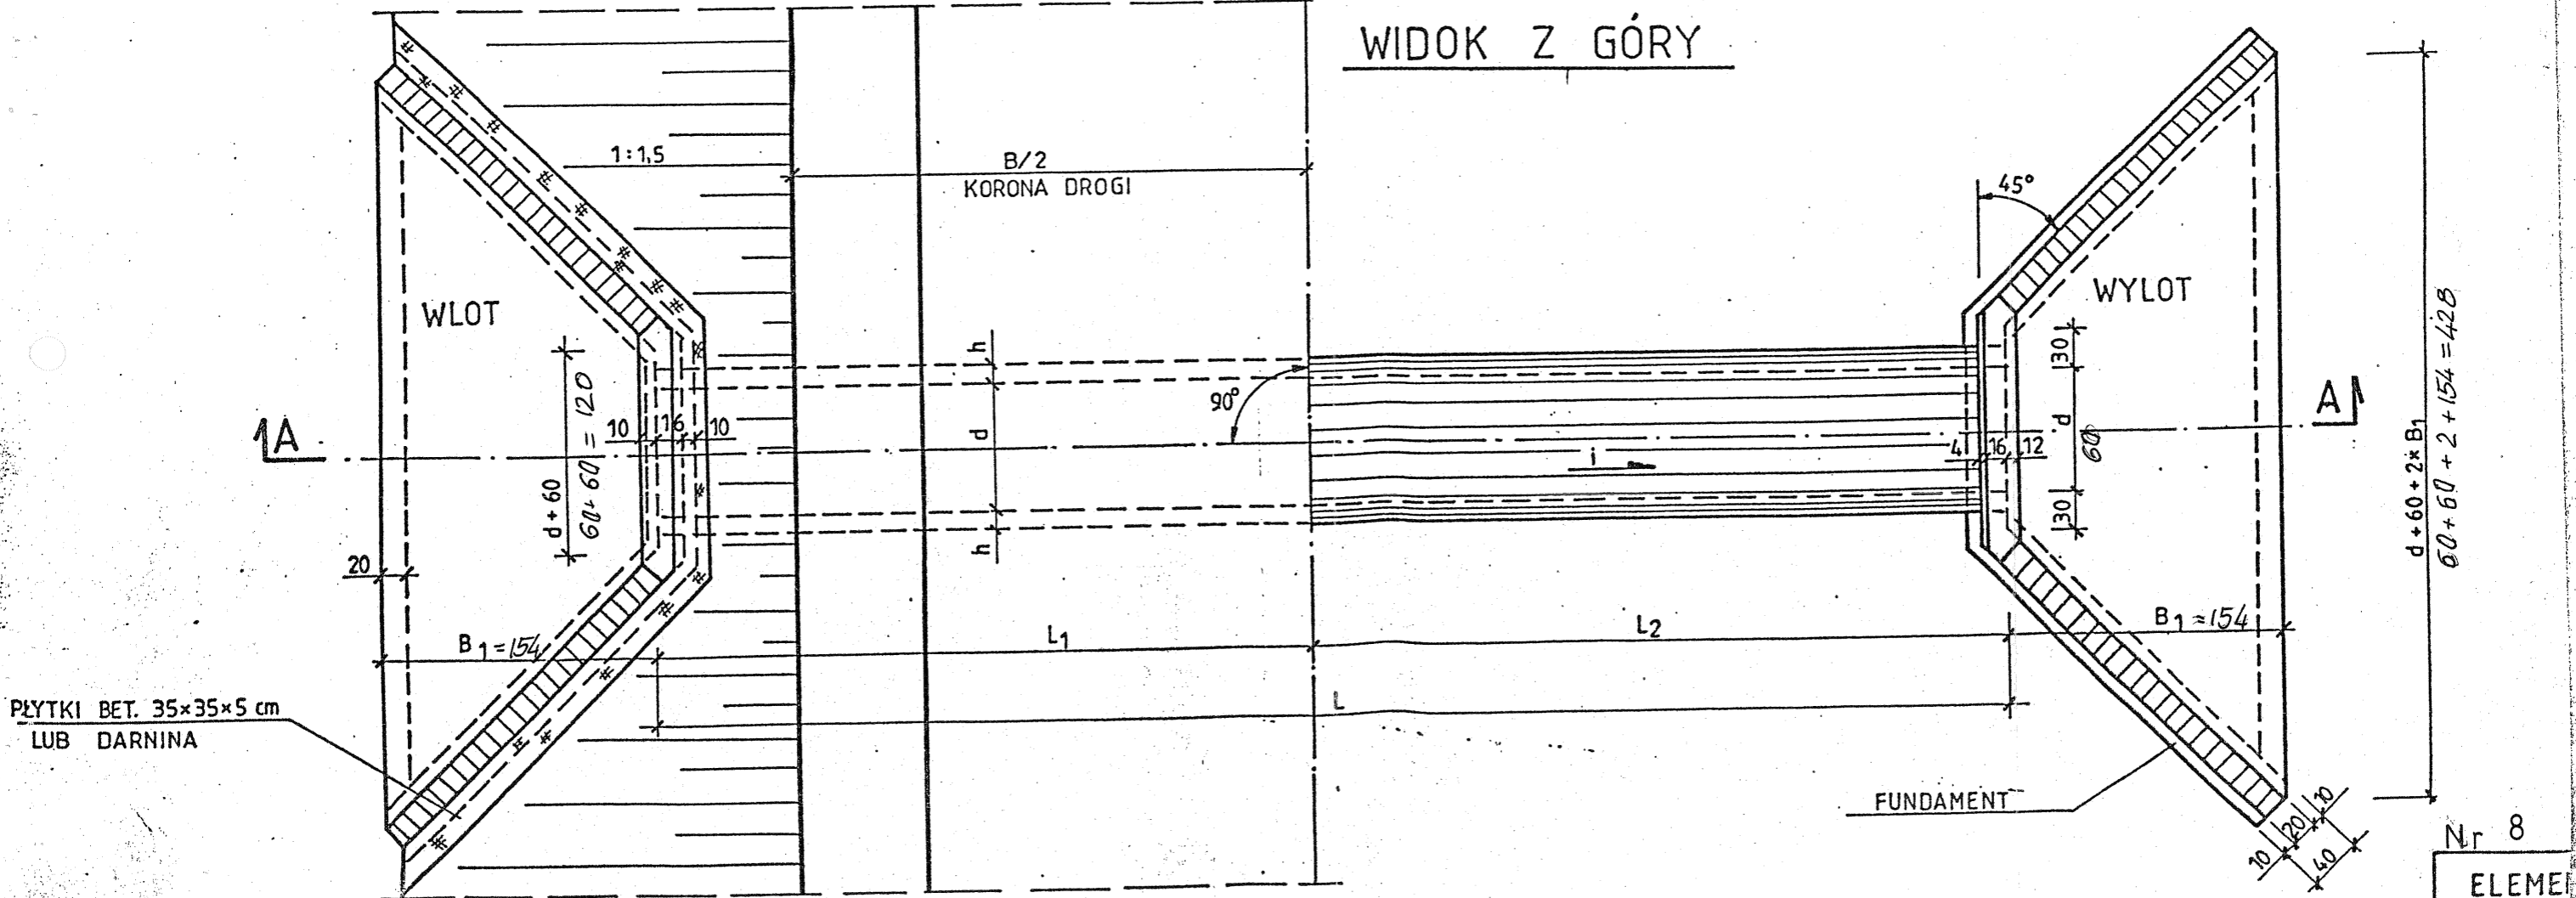 WIDOK Z GÓRY
1:1,5
B/2
KORONA DROGI
45°
WLOT
WYLOT
h
30
90°
A
10 16 10
d
d + 60
60+60 = 120
i
4 16 12
d
60
A
d + 60 + 2 × B1
60+60+2+154=428
h
30
20
B1 = 154
L1
L2
B1 = 154
L
PŁYTKI BET. 35×35×5 cm
LUB DARNINA
FUNDAMENT
10
20
10
40
Nr 8
ELEME